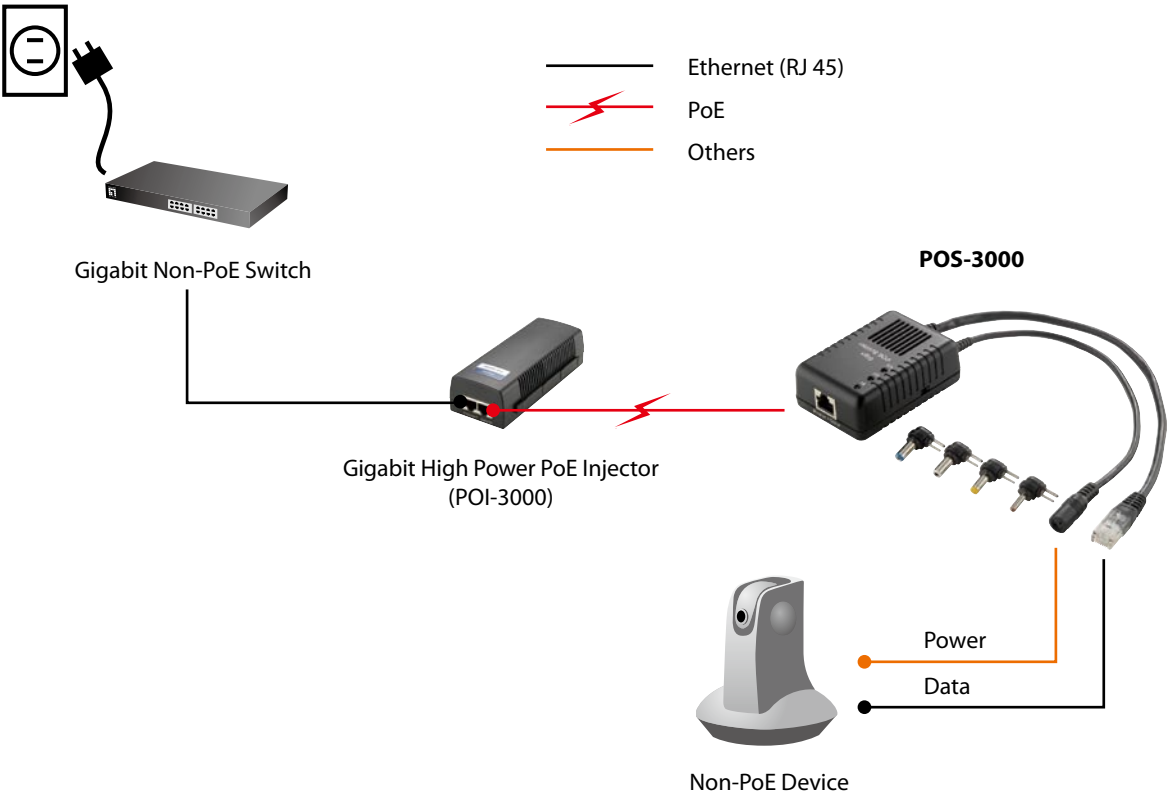 Ethernet (RJ 45)
PoE
Others
Gigabit Non-PoE Switch
POS-3000
Gigabit High Power PoE Injector
(POI-3000)
Power
Data
Non-PoE Device